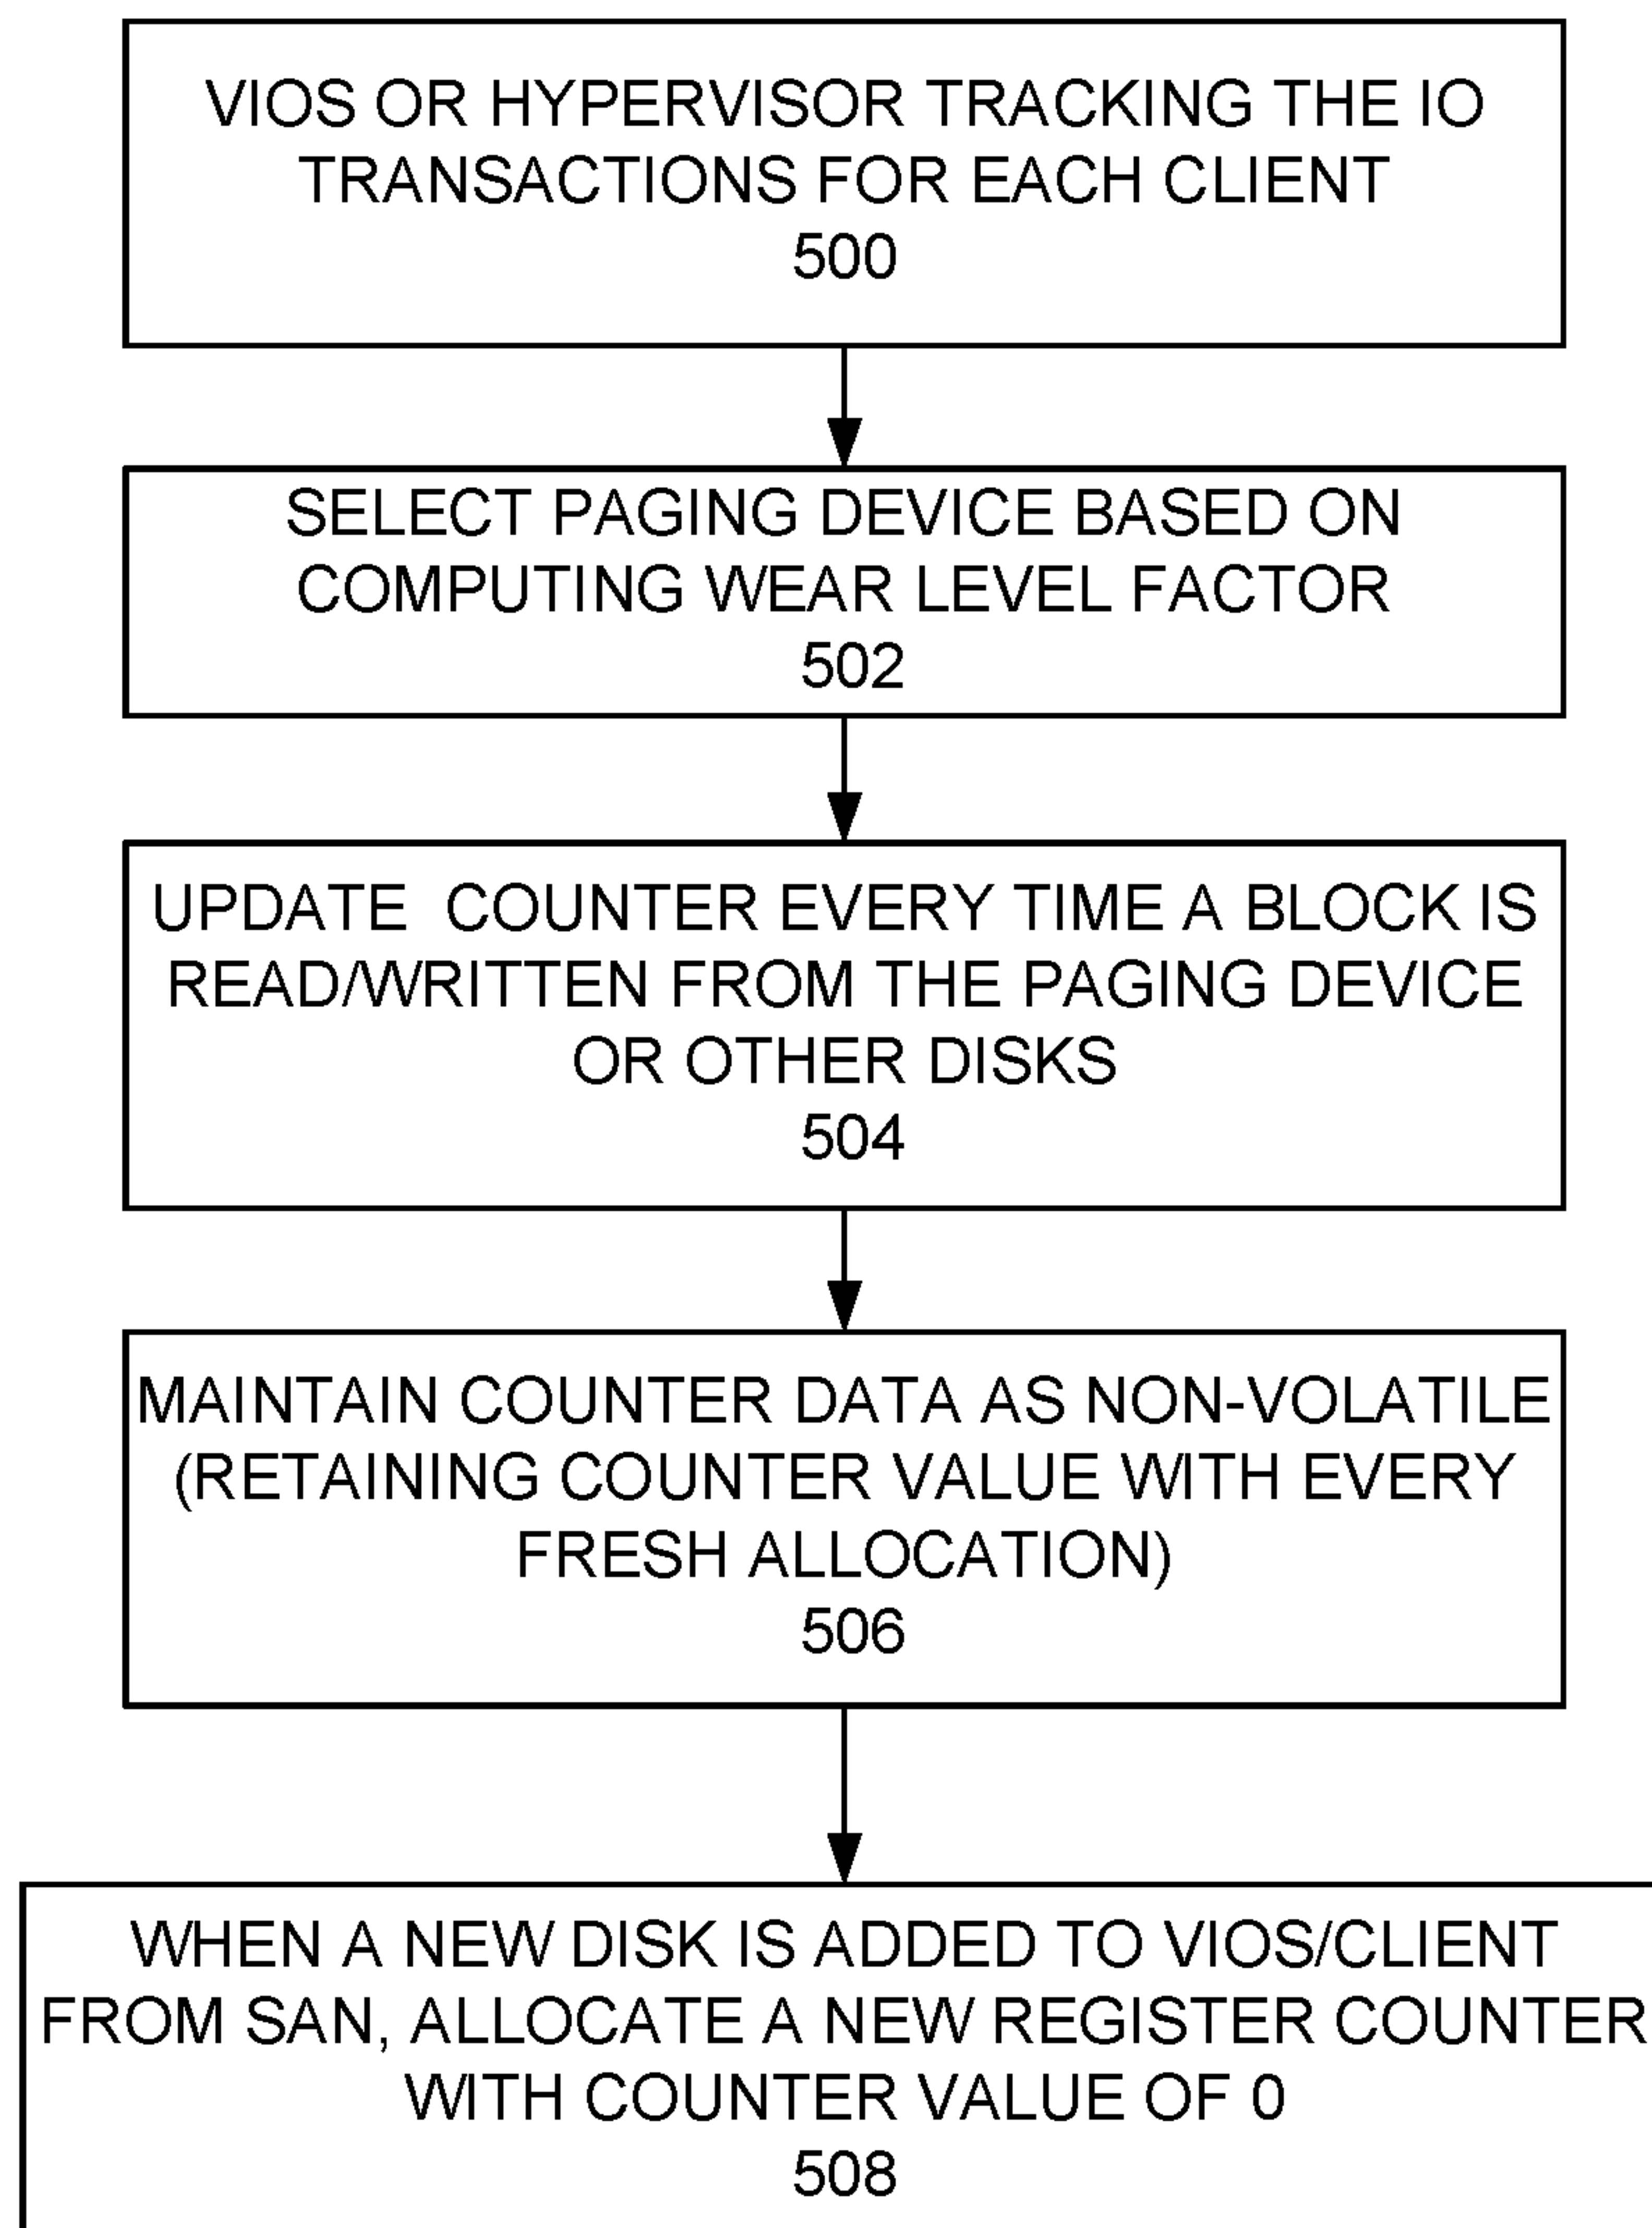 VIOS OR HYPERVISOR TRACKING THE IO
TRANSACTIONS FOR EACH CLIENT
500
SELECT PAGING DEVICE BASED ON
COMPUTING WEAR LEVEL FACTOR
502
UPDATE  COUNTER EVERY TIME A BLOCK IS
READ/WRITTEN FROM THE PAGING DEVICE
OR OTHER DISKS
504
MAINTAIN COUNTER DATA AS NON-VOLATILE
(RETAINING COUNTER VALUE WITH EVERY
FRESH ALLOCATION)
506
WHEN A NEW DISK IS ADDED TO VIOS/CLIENT
FROM SAN, ALLOCATE A NEW REGISTER COUNTER
WITH COUNTER VALUE OF 0
508